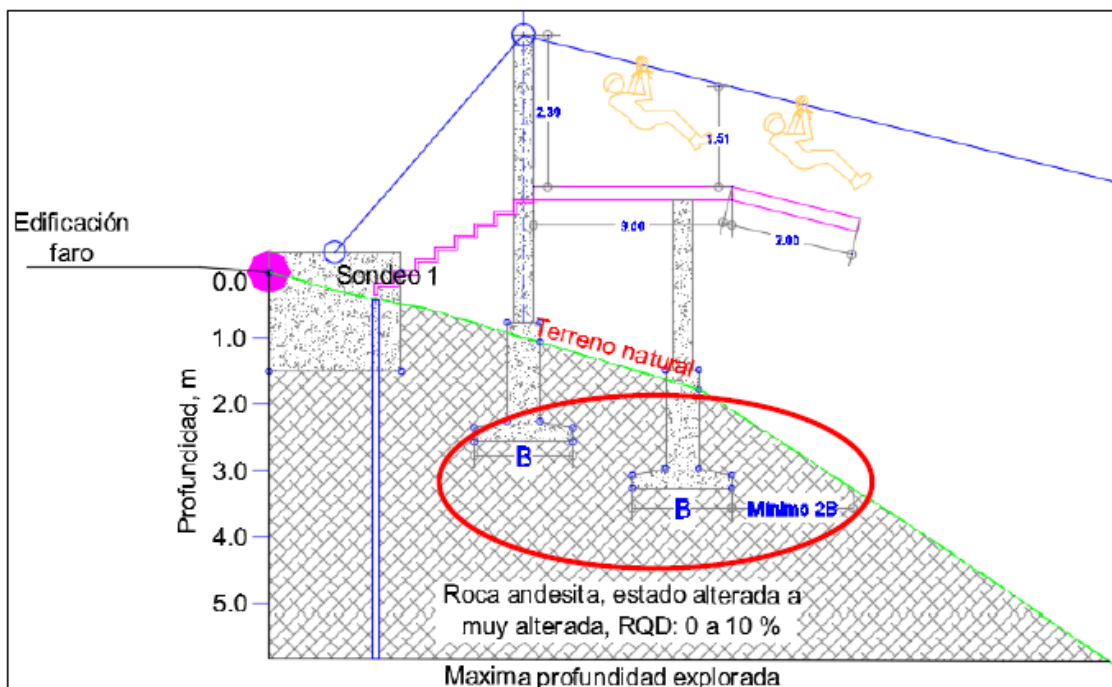 2.30
1.51
Edificación
faro
Sondeo 1
3.00
2.00
0.0
1.0
2.0
3.0
4.0
5.0
Profundidad, m
Terreno natural
B
B
Mínimo 2B
Roca andesita, estado alterada a
muy alterada, RQD: 0 a 10 %
Maxima profundidad explorada